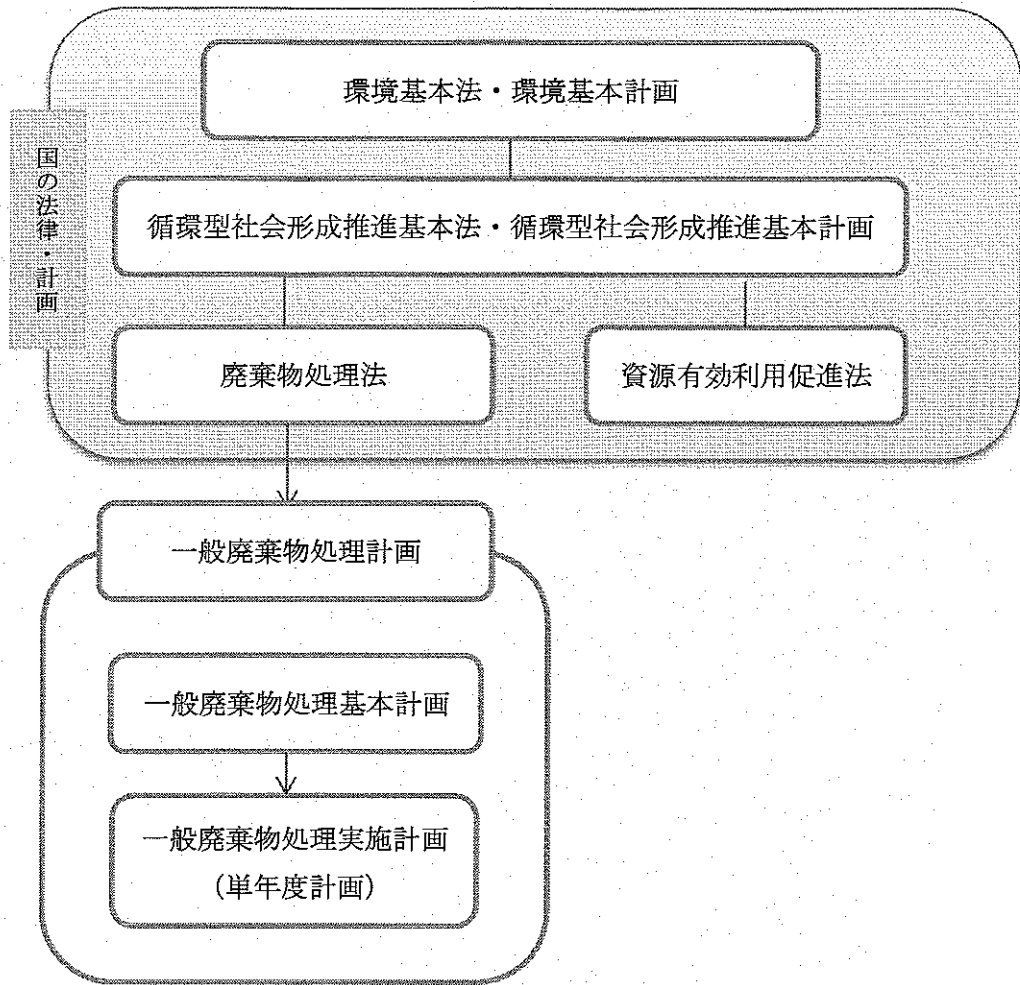 環境基本法・環境基本計画
国の法律・計画
循環型社会形成推進基本法・循環型社会形成推進基本計画
廃棄物処理法
資源有効利用促進法
一般廃棄物処理計画
一般廃棄物処理基本計画
一般廃棄物処理実施計画
(単年度計画)